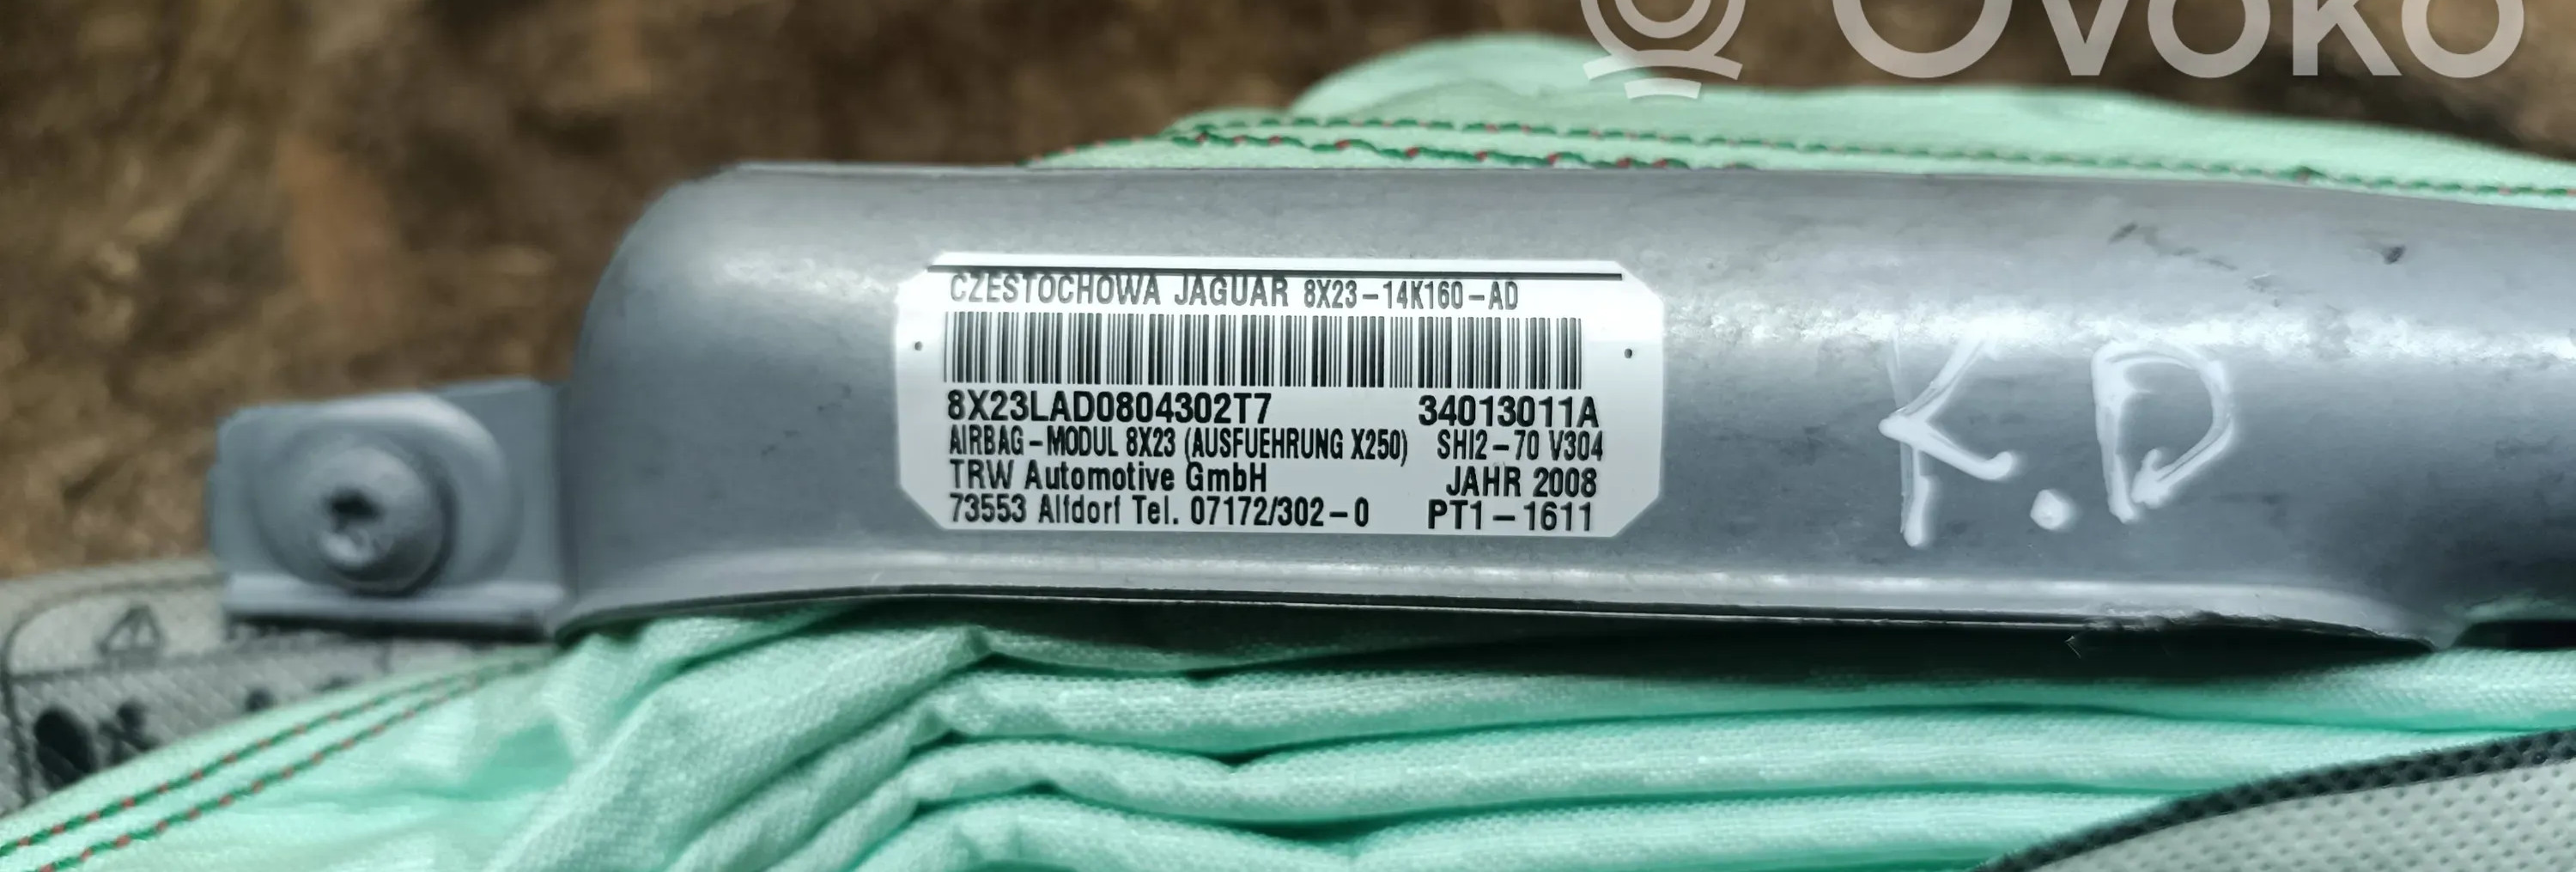 OVOKO
CZESTOCHOWA JAGUAR 8X23-14K160-AD
8X23LAD0804302T7 34013011A
AIRBAG-MODUL 8X23 (AUSFUEHRUNG X250) SHI2-70 V304
TRW Automotive GmbH JAHR 2008
73553 Alfdorf Tel. 07172/302-0 PT1-1611
K.D